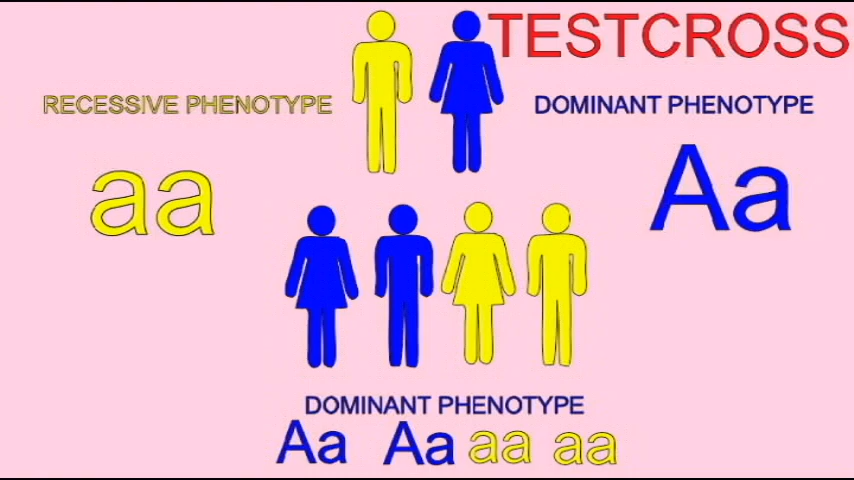 TESTCROSS
RECESSIVE PHENOTYPE
DOMINANT PHENOTYPE
aa
Aa
DOMINANT PHENOTYPE
Aa Aa aa aa